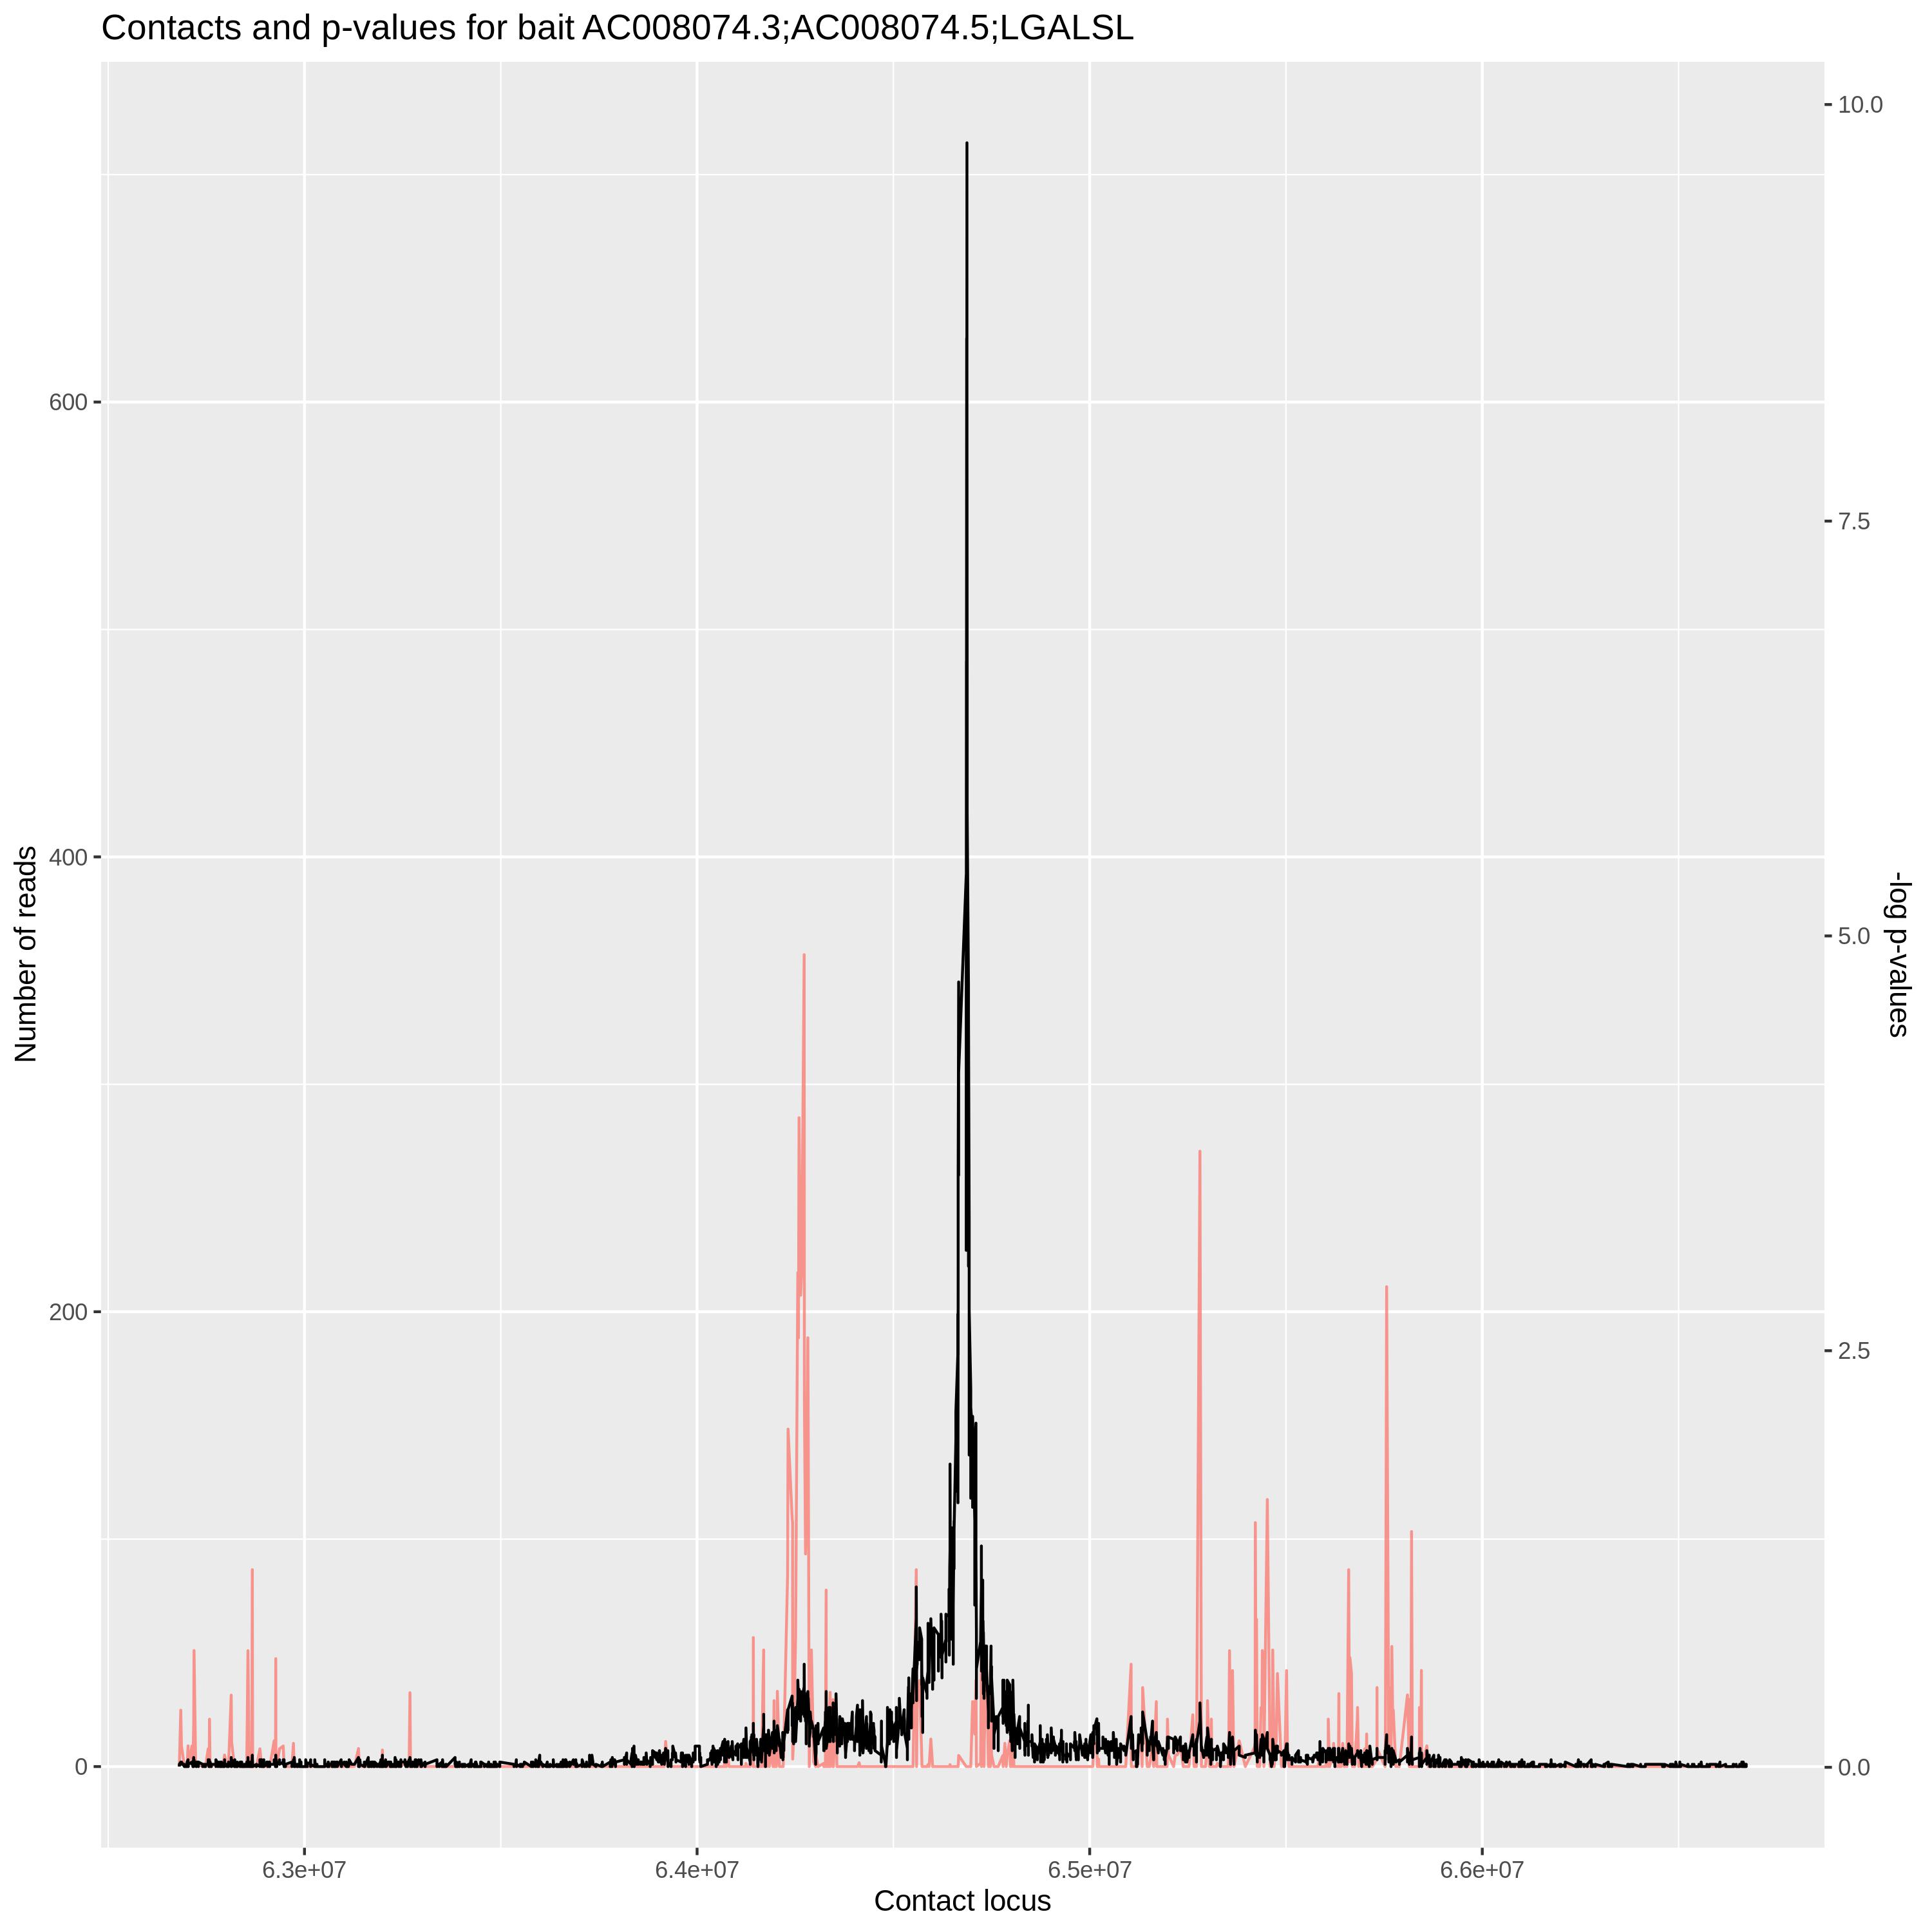 Contacts and p-values for bait AC008074.3;AC008074.5;LGALSL
Number of reads
600
400
200
0
10.0
7.5
5.0
2.5
0.0
-log p-values
6.3e+07
6.4e+07
6.5e+07
6.6e+07
Contact locus